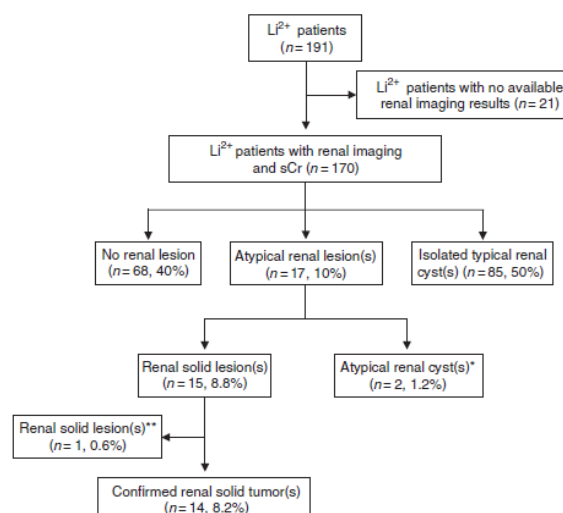 Li²⁺
patients
(n = 191)
Li²⁺ patients with no available
renal imaging results (n = 21)
Li²⁺ patients with renal imaging
and sCr (n = 170)
No renal lesion
(n = 68, 40%)
Atypical renal lesion(s)
(n = 17, 10%)
Isolated typical renal
cyst(s) (n = 85, 50%)
Renal solid lesion(s)
(n = 15, 8.8%)
Atypical renal cyst(s)*
(n = 2, 1.2%)
Renal solid lesion(s)**
(n = 1, 0.6%)
Confirmed renal solid tumor(s)
(n = 14, 8.2%)